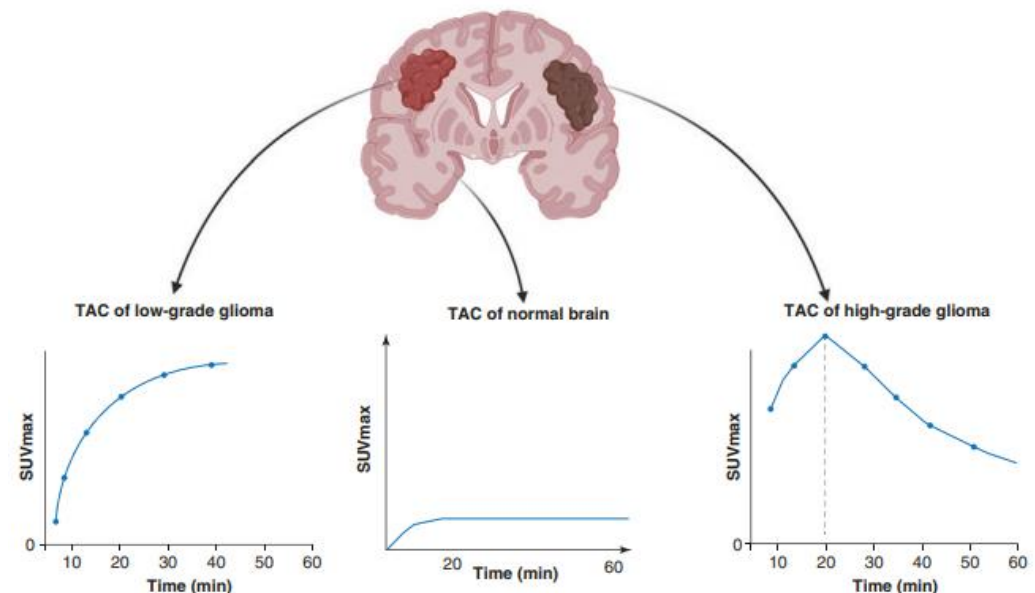 TAC of low-grade glioma
SUVmax
0
10 20 30 40 50 60
Time (min)
TAC of normal brain
SUVmax
20 60
Time (min)
TAC of high-grade glioma
SUVmax
0
10 20 30 40 50 60
Time (min)